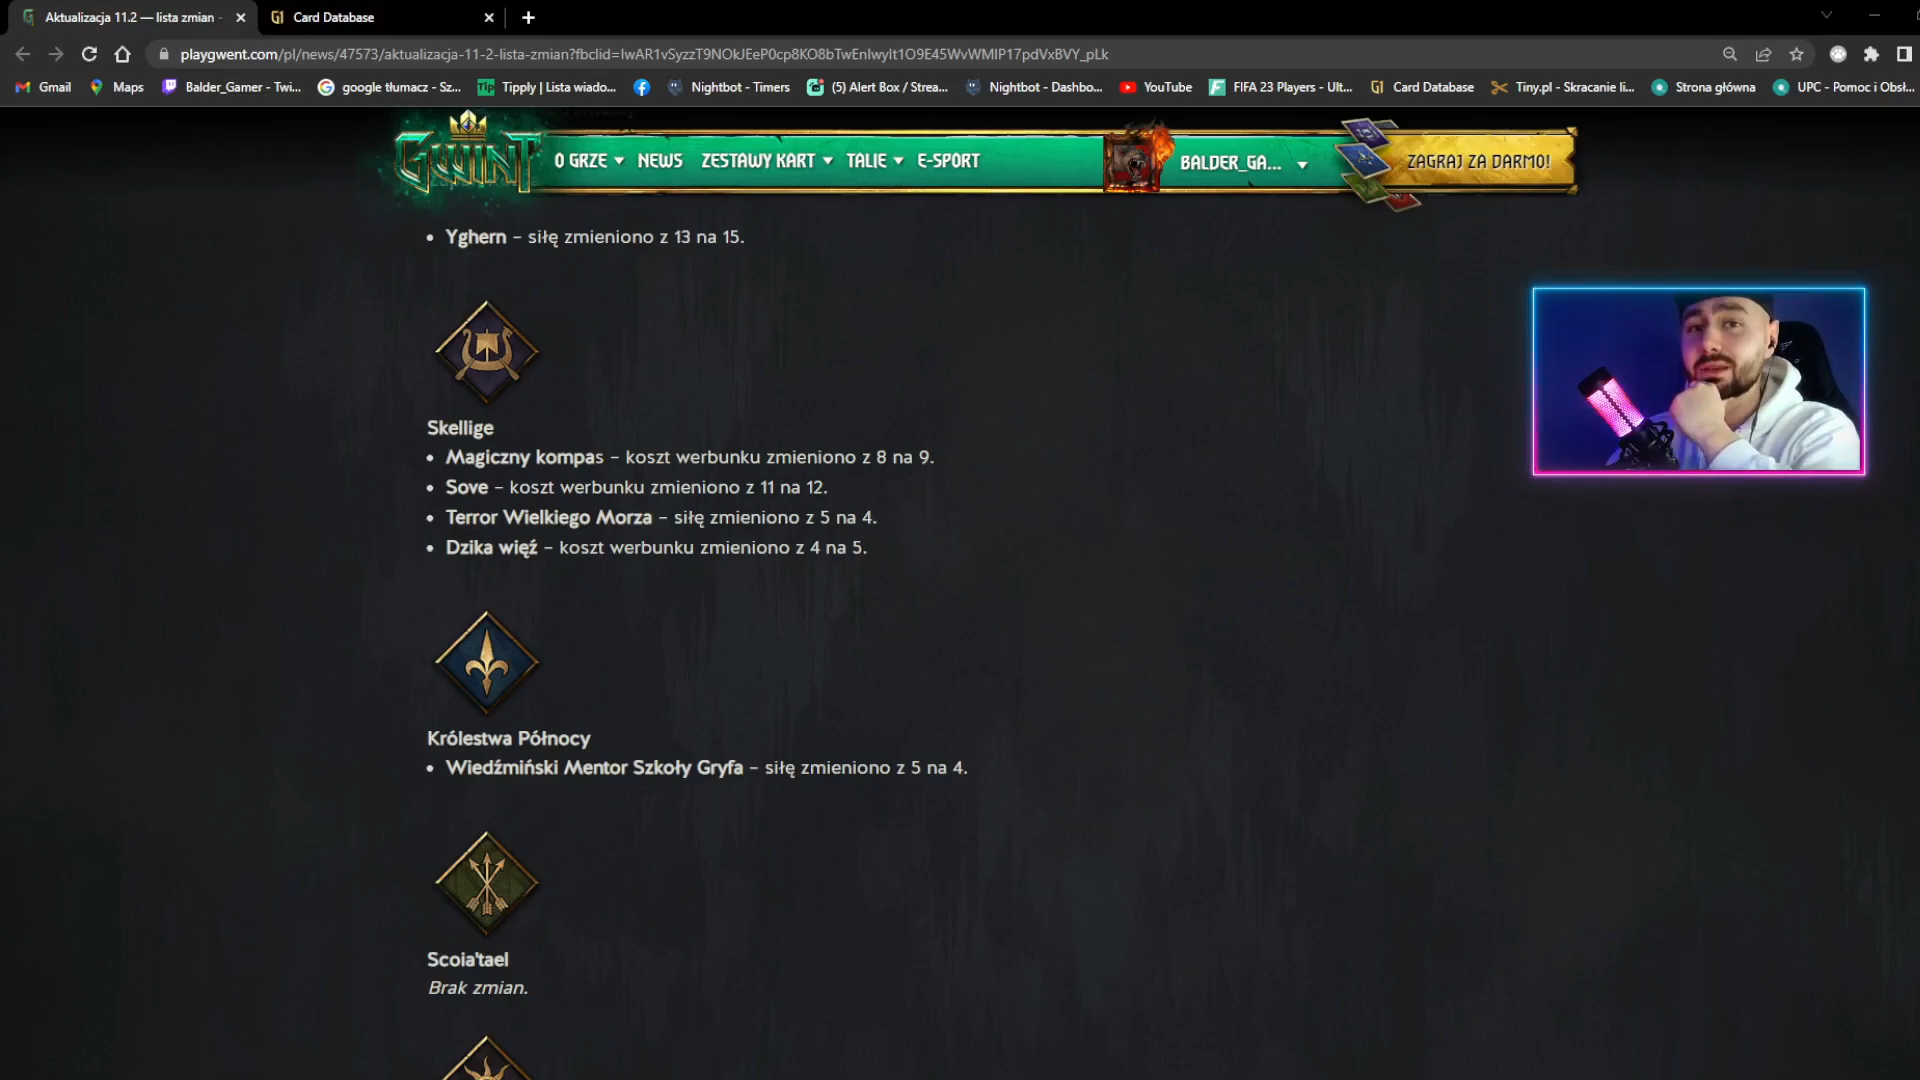 Aktualizacja 11.2 — lista zmian -
Card Database
playgwent.com/pl/news/47573/aktualizacja-11-2-lista-zmian?fbclid=IwAR1vSyzzT9NOkJEeP0cp8KO8bTwEnIwyIt1O9E45WvWMIP17pdVxBVY_pLk
Gmail
Maps
Balder_Gamer - Twi...
google tłumacz - Sz...
Tipply | Lista wiado...
Nightbot - Timers
(5) Alert Box / Strea...
Nightbot - Dashbo...
YouTube
FIFA 23 Players - Ult...
Card Database
Tiny.pl - Skracanie li...
Strona główna
UPC - Pomoc i Obsł...
GWINT
O GRZE
NEWS
ZESTAWY KART
TALIE
E-SPORT
BALDER_GA...
ZAGRAJ ZA DARMO!
• Yghern – siłę zmieniono z 13 na 15.
Skellige
• Magiczny kompas – koszt werbunku zmieniono z 8 na 9.
• Sove – koszt werbunku zmieniono z 11 na 12.
• Terror Wielkiego Morza – siłę zmieniono z 5 na 4.
• Dzika więź – koszt werbunku zmieniono z 4 na 5.
Królestwa Północy
• Wiedźmiński Mentor Szkoły Gryfa – siłę zmieniono z 5 na 4.
Scoia'tael
Brak zmian.